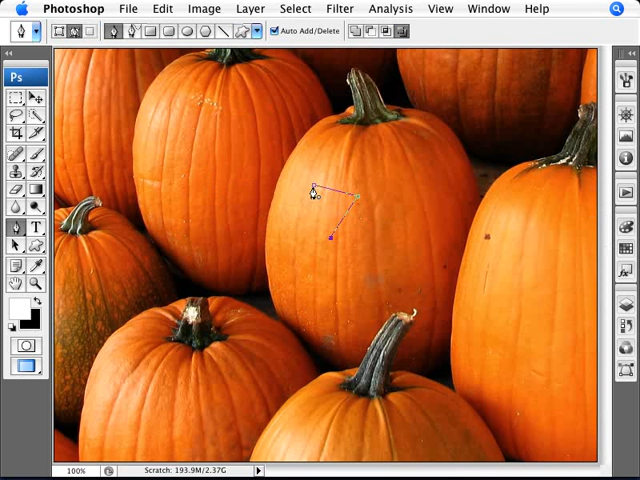 Photoshop File Edit Image Layer Select Filter Analysis View Window Help
Auto Add/Delete
Ps
T
100% Scratch: 193.9M/2.37G